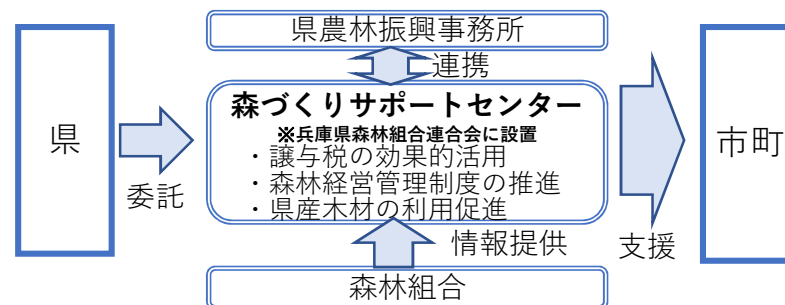 県農林振興事務所
連携
県
委託
森づくりサポートセンター
※兵庫県森林組合連合会に設置
・譲与税の効果的活用
・森林経営管理制度の推進
・県産木材の利用促進
支援
市町
情報提供
森林組合